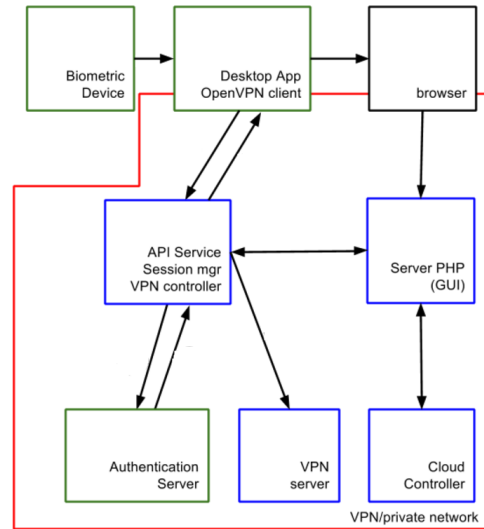 Biometric
Device
Desktop App
OpenVPN client
browser
API Service
Session mgr
VPN controller
Server PHP
(GUI)
Authentication
Server
VPN
server
Cloud
Controller
VPN/private network